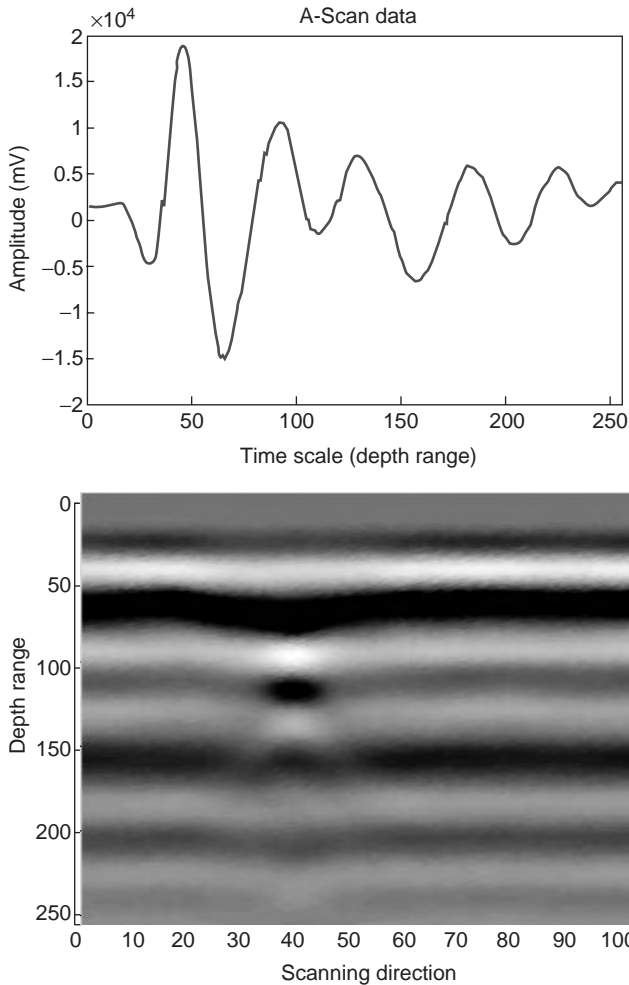 A-Scan data
×10⁴
2
1.5
1
0.5
0
–0.5
–1
–1.5
–2
Amplitude (mV)
0 50 100 150 200 250
Time scale (depth range)
0
50
100
150
200
250
Depth range
0 10 20 30 40 50 60 70 80 90 100
Scanning direction